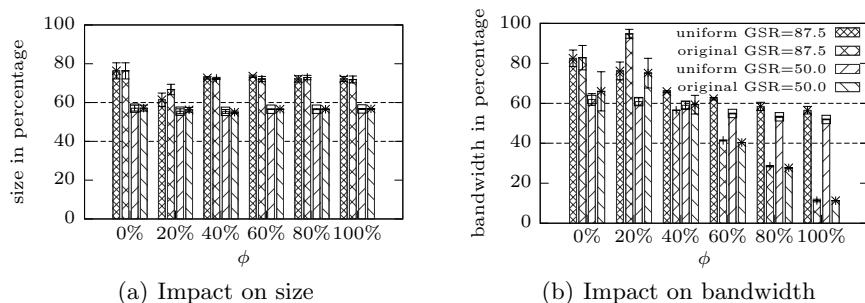 100
80
60
40
20
0
size in percentage
0% 20% 40% 60% 80% 100%
ϕ
(a) Impact on size
100
80
60
40
20
0
bandwidth in percentage
uniform GSR=87.5
original GSR=87.5
uniform GSR=50.0
original GSR=50.0
0% 20% 40% 60% 80% 100%
ϕ
(b) Impact on bandwidth